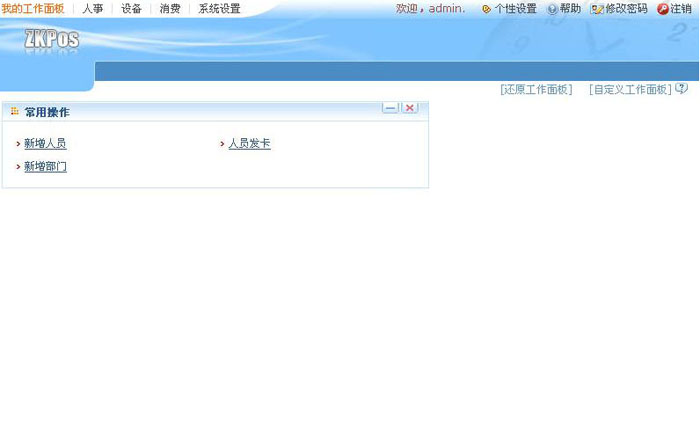 我的工作面板 | 人事 | 设备 | 消费 | 系统设置 欢迎，admin. 个性设置 帮助 修改密码 注销
ZKPos
[还原工作面板] [自定义工作面板]
常用操作
新增人员 人员发卡
新增部门